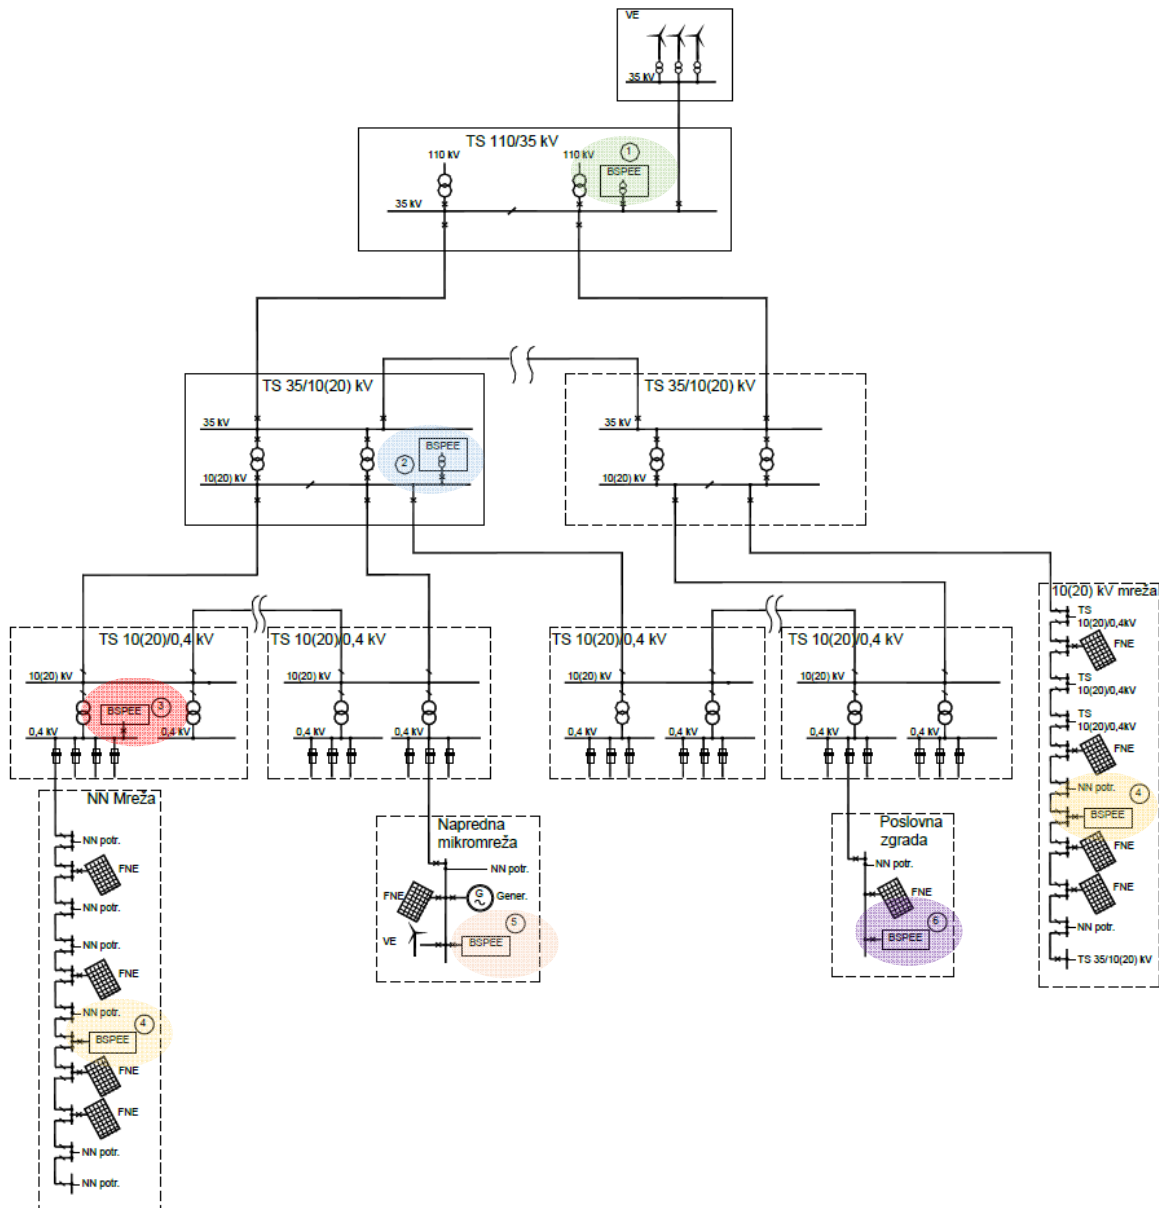 VE
35 kV
TS 110/35 kV
110 kV
110 kV
1
BSPEE
35 kV
TS 35/10(20) kV
35 kV
BSPEE
2
10(20) kV
TS 35/10(20) kV
35 kV
10(20) kV
TS 10(20)/0,4 kV
10(20) kV
BSPEE
3
0,4 kV
0,4 kV
TS 10(20)/0,4 kV
10(20) kV
0,4 kV
0,4 kV
TS 10(20)/0,4 kV
10(20) kV
0,4 kV
0,4 kV
TS 10(20)/0,4 kV
10(20) kV
0,4 kV
0,4 kV
10(20) kV mreža
TS
10(20)/0,4kV
FNE
TS
10(20)/0,4kV
TS
10(20)/0,4kV
FNE
NN potr.
4
BSPEE
FNE
FNE
NN potr.
TS 35/10(20) kV
NN Mreža
NN potr.
FNE
NN potr.
NN potr.
FNE
NN potr.
4
BSPEE
FNE
FNE
NN potr.
NN potr.
Napredna
mikromreža
NN potr.
FNE
G
Gener.
VE
5
BSPEE
Poslovna
zgrada
NN potr.
FNE
6
BSPEE